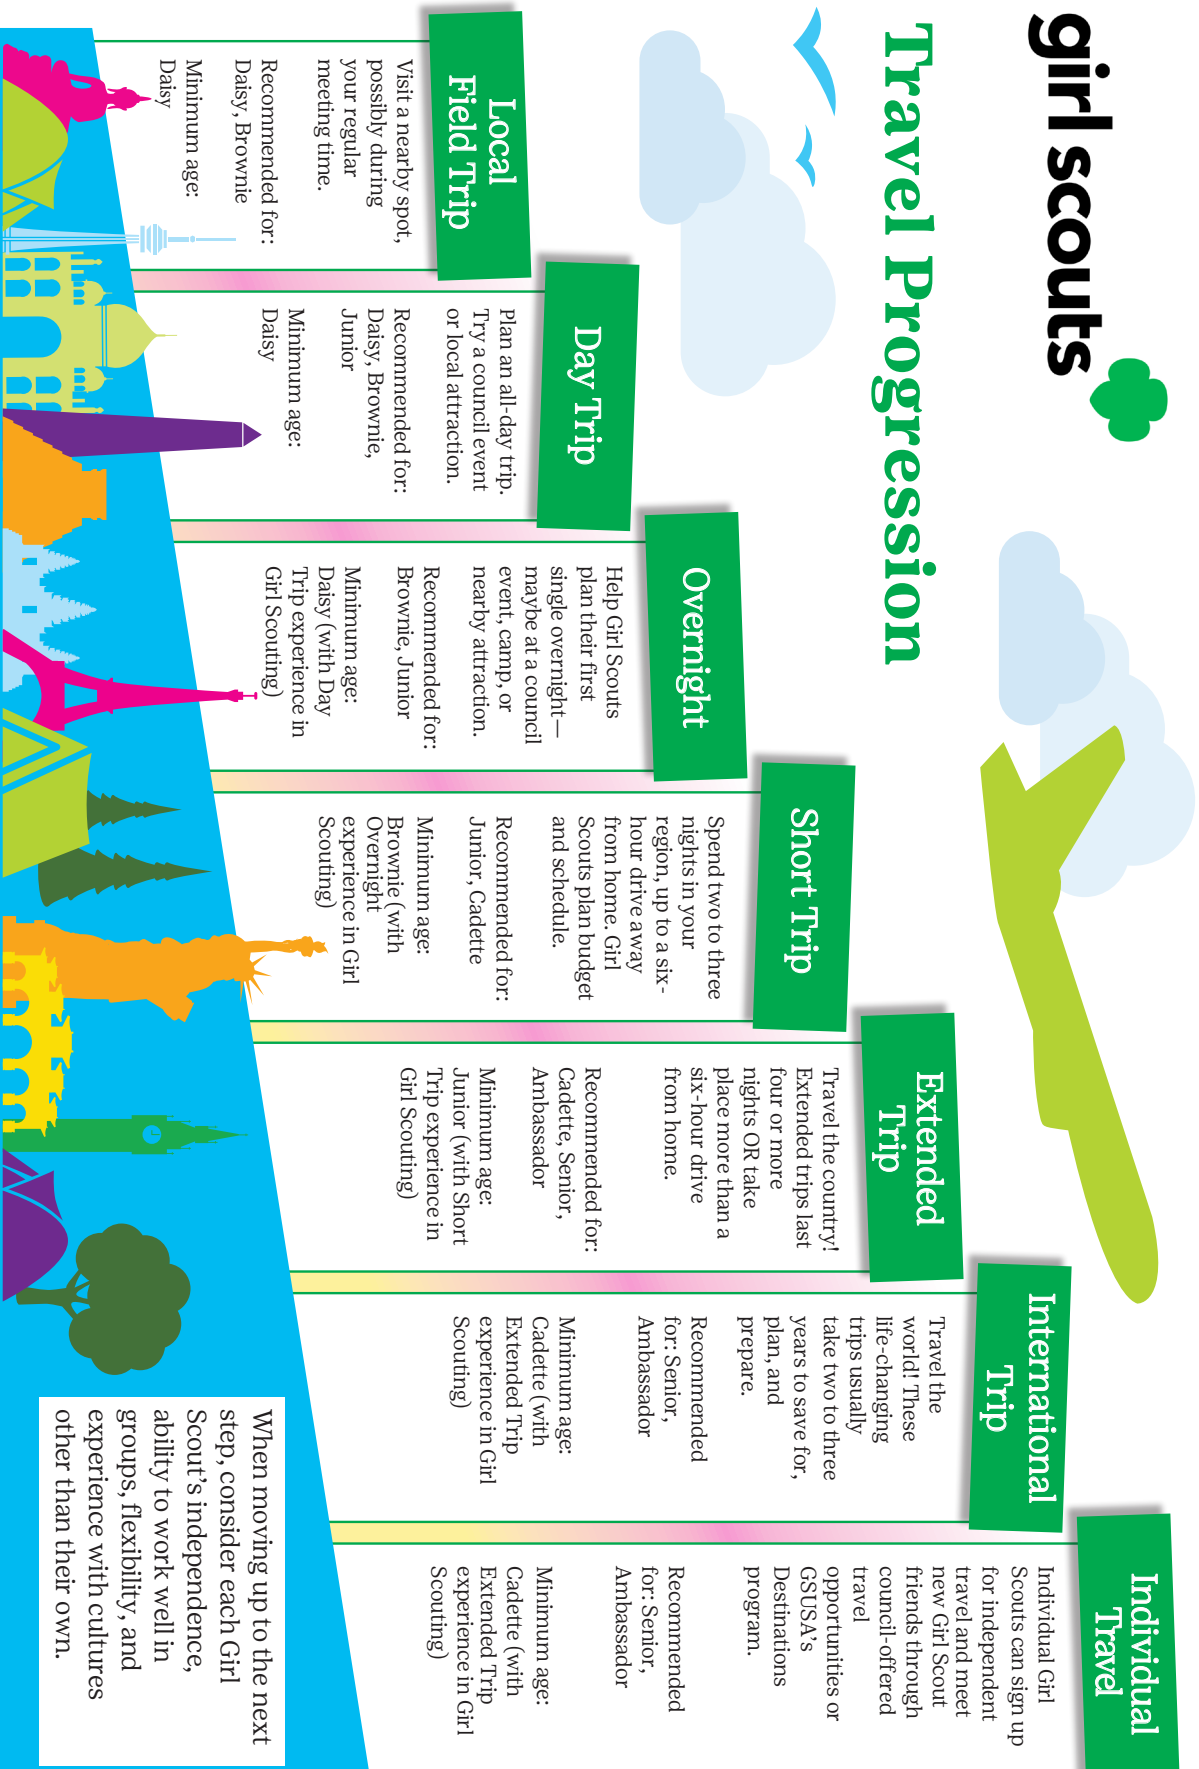 girl scouts
Travel Progression
Local
Field Trip
Visit a nearby spot,
possibly during
your regular
meeting time.
Recommended for:
Daisy, Brownie
Minimum age:
Daisy
Day Trip
Plan an all-day trip.
Try a council event
or local attraction.
Recommended for:
Daisy, Brownie,
Junior
Minimum age:
Daisy
Overnight
Help Girl Scouts
plan their first
single overnight—
maybe at a council
event, camp, or
nearby attraction.
Recommended for:
Brownie, Junior
Minimum age:
Daisy (with Day
Trip experience in
Girl Scouting)
Short Trip
Spend two to three
nights in your
region, up to a six-
hour drive away
from home. Girl
Scouts plan budget
and schedule.
Recommended for:
Junior, Cadette
Minimum age:
Brownie (with
Overnight
experience in Girl
Scouting)
Extended
Trip
Travel the country!
Extended trips last
four or more
nights OR take
place more than a
six-hour drive
from home.
Recommended for:
Cadette, Senior,
Ambassador
Minimum age:
Junior (with Short
Trip experience in
Girl Scouting)
International
Trip
Travel the
world! These
life-changing
trips usually
take two to three
years to save for,
plan, and
prepare.
Recommended
for: Senior,
Ambassador
Minimum age:
Cadette (with
Extended Trip
experience in Girl
Scouting)
Individual
Travel
Individual Girl
Scouts can sign up
for independent
travel and meet
new Girl Scout
friends through
council-offered
travel
opportunities or
GSUSA's
Destinations
program.
Recommended
for: Senior,
Ambassador
Minimum age:
Cadette (with
Extended Trip
experience in Girl
Scouting)
When moving up to the next
step, consider each Girl
Scout's independence,
ability to work well in
groups, flexibility, and
experience with cultures
other than their own.